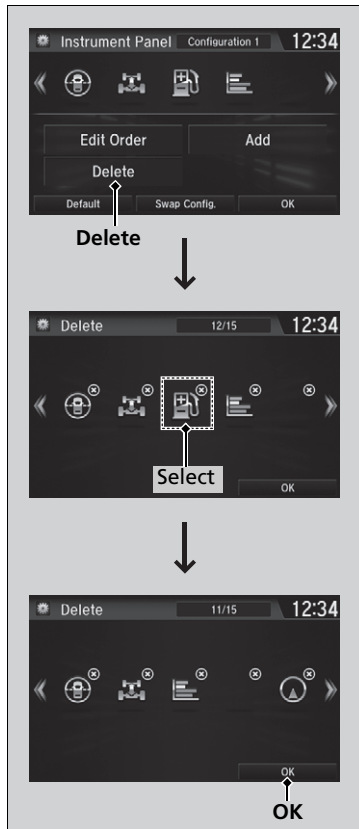 Instrument Panel Configuration 1 12:34
Edit Order Add
Delete
Default Swap Config. OK
Delete
Delete 12/15 12:34
Select
OK
Delete 11/15 12:34
OK
OK